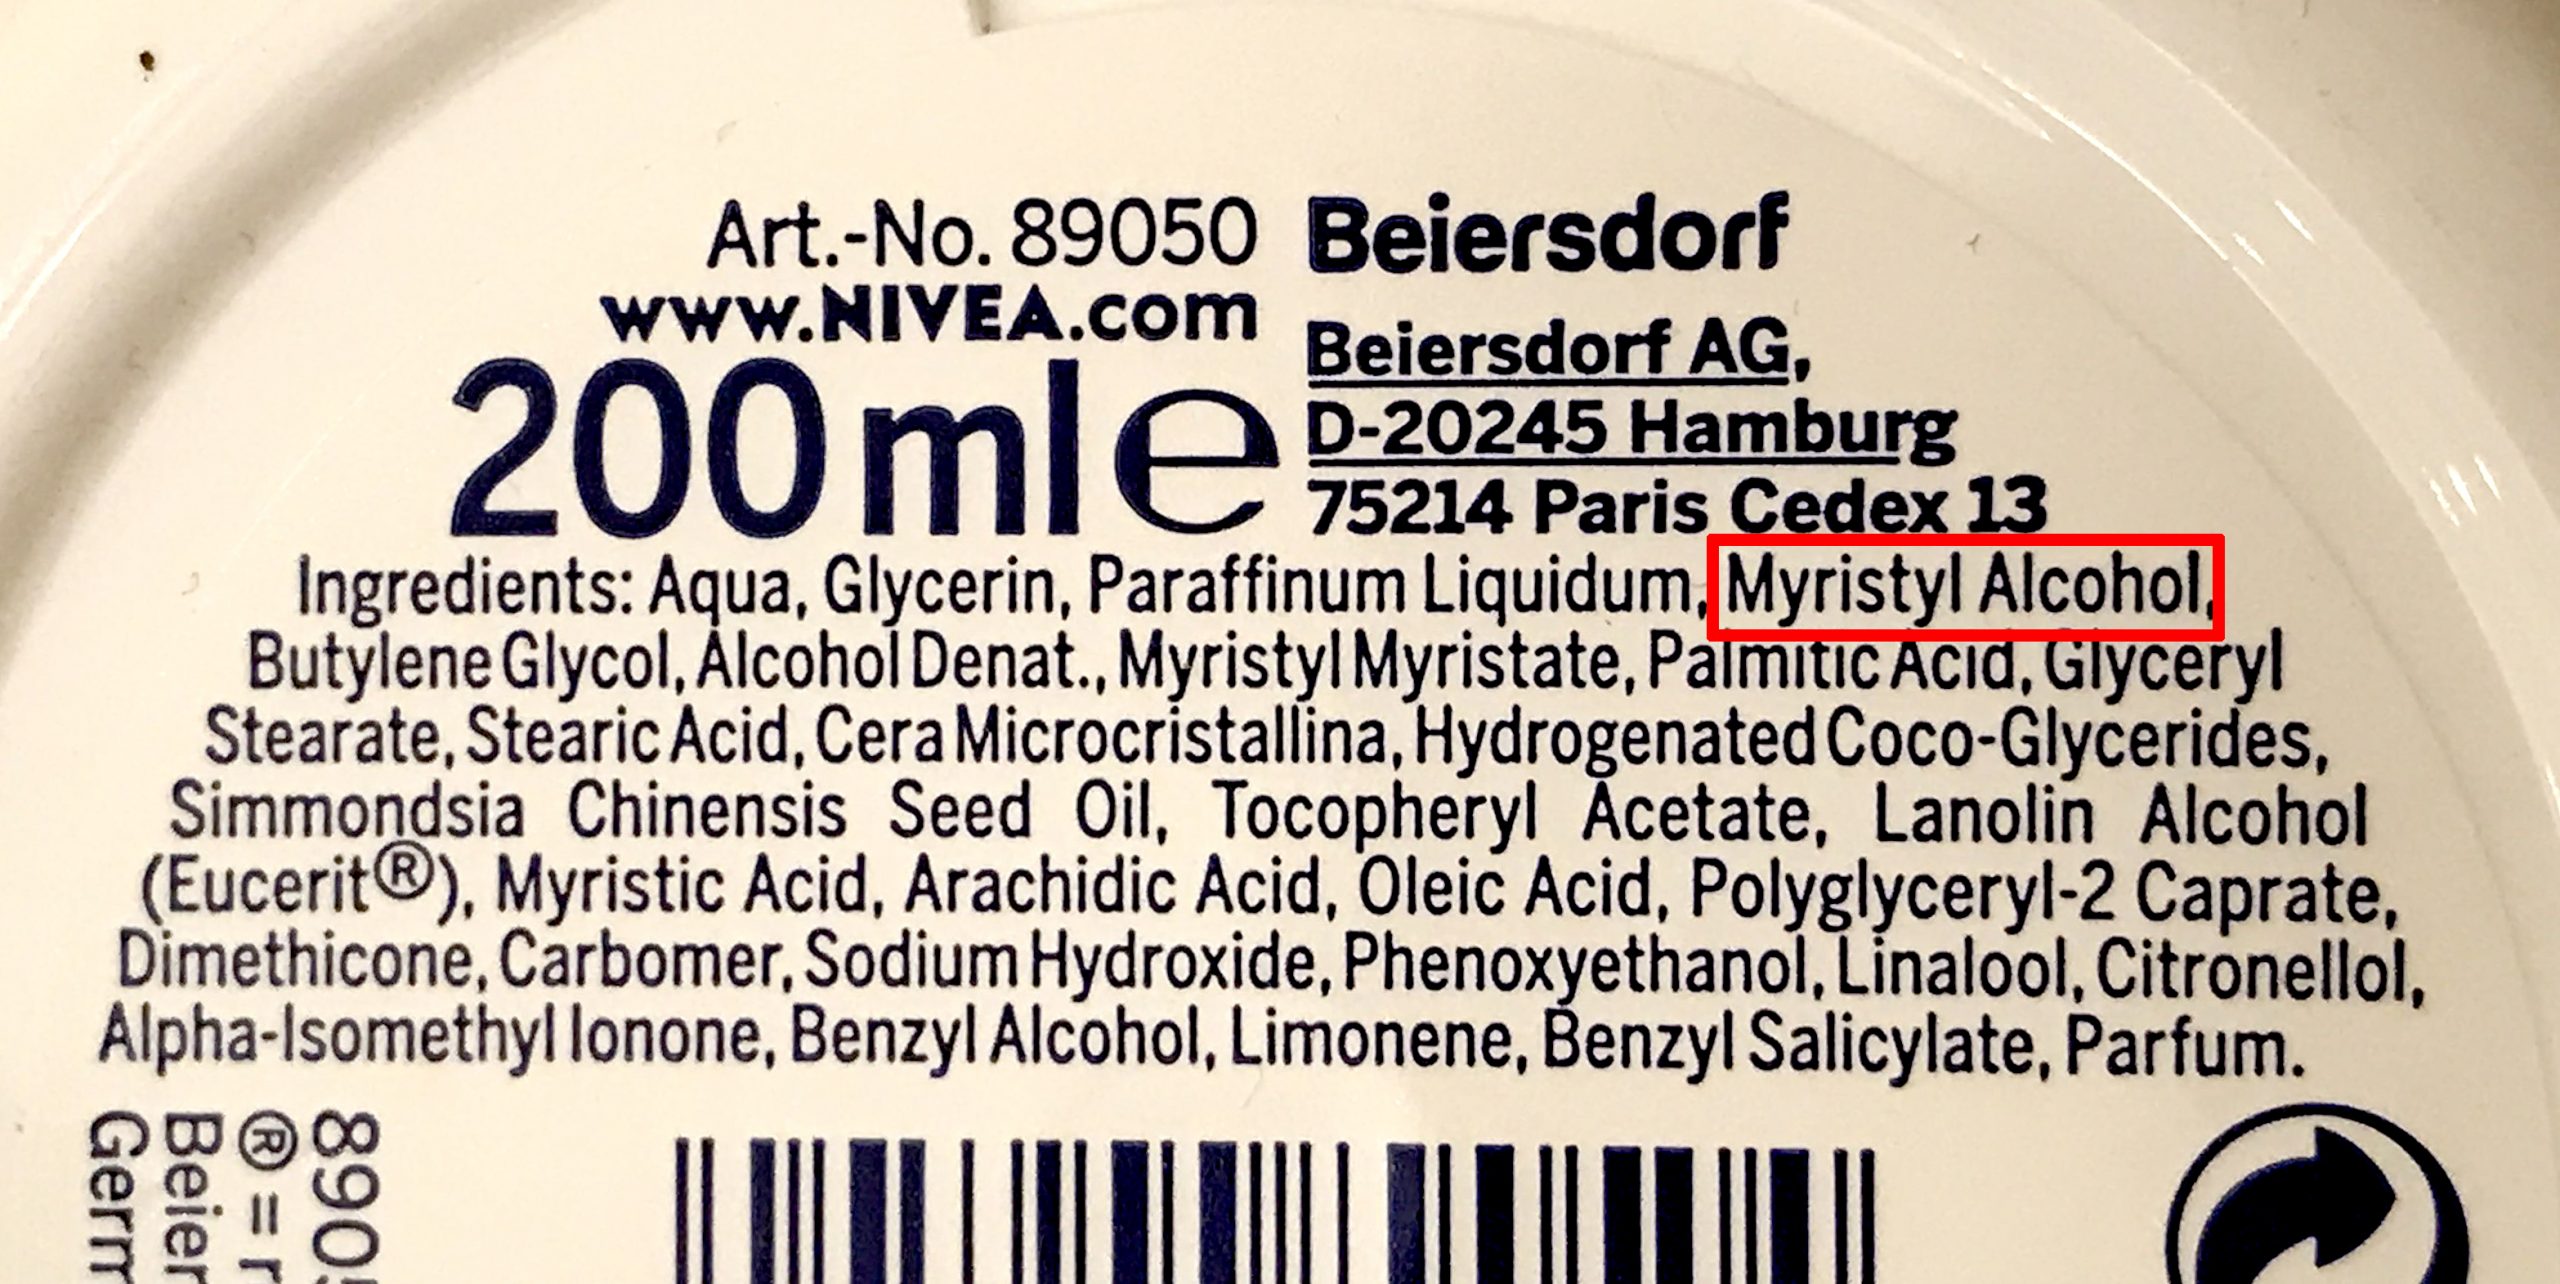 Art.-No. 89050
www.NIVEA.com
200 ml e
Beiersdorf
Beiersdorf AG,
D-20245 Hamburg
75214 Paris Cedex 13
Ingredients: Aqua, Glycerin, Paraffinum Liquidum, Myristyl Alcohol,
Butylene Glycol, Alcohol Denat., Myristyl Myristate, Palmitic Acid, Glyceryl
Stearate, Stearic Acid, Cera Microcristallina, Hydrogenated Coco-Glycerides,
Simmondsia Chinensis Seed Oil, Tocopheryl Acetate, Lanolin Alcohol
(Eucerit®), Myristic Acid, Arachidic Acid, Oleic Acid, Polyglyceryl-2 Caprate,
Dimethicone, Carbomer, Sodium Hydroxide, Phenoxyethanol, Linalool, Citronellol,
Alpha-Isomethyl Ionone, Benzyl Alcohol, Limonene, Benzyl Salicylate, Parfum.
® = r
Beier